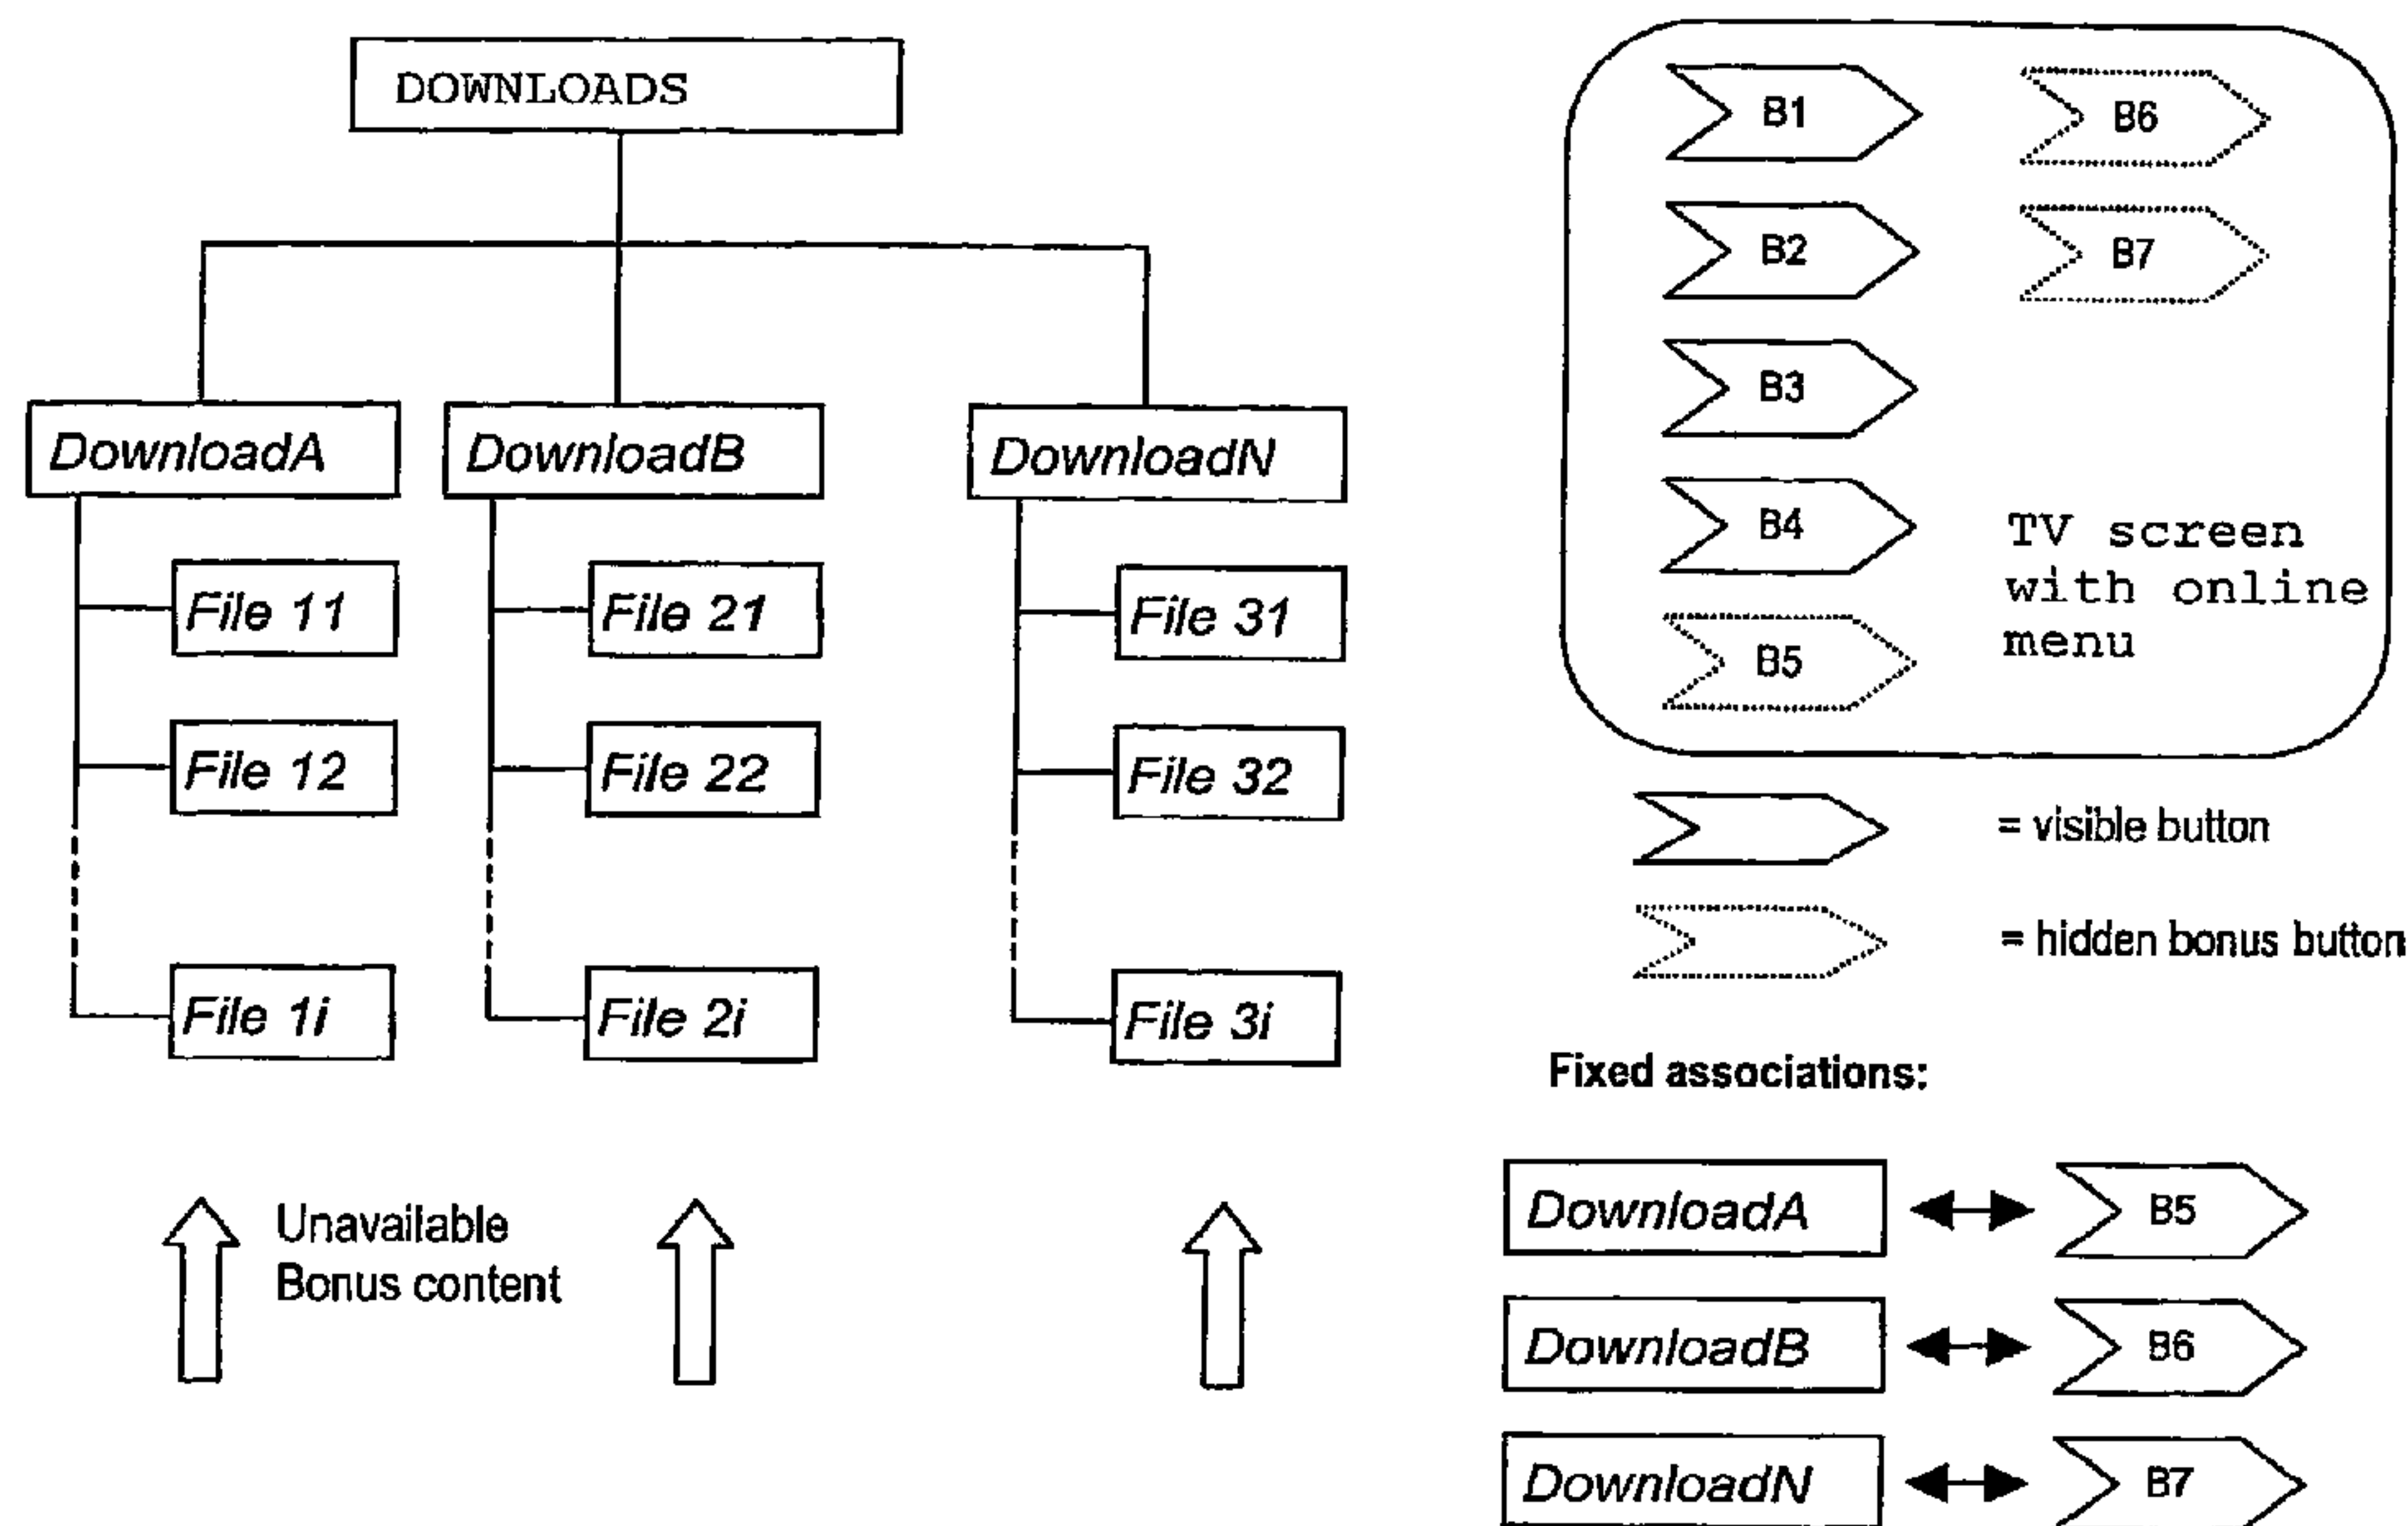 DOWNLOADS
DownloadA
DownloadB
DownloadN
File 11
File 21
File 31
File 12
File 22
File 32
File 1i
File 2i
File 3i
Unavailable
Bonus content
B1
B6
B2
B7
B3
B4
B5
TV screen
with online
menu
= visible button
= hidden bonus button
Fixed associations:
DownloadA
B5
DownloadB
B6
DownloadN
B7